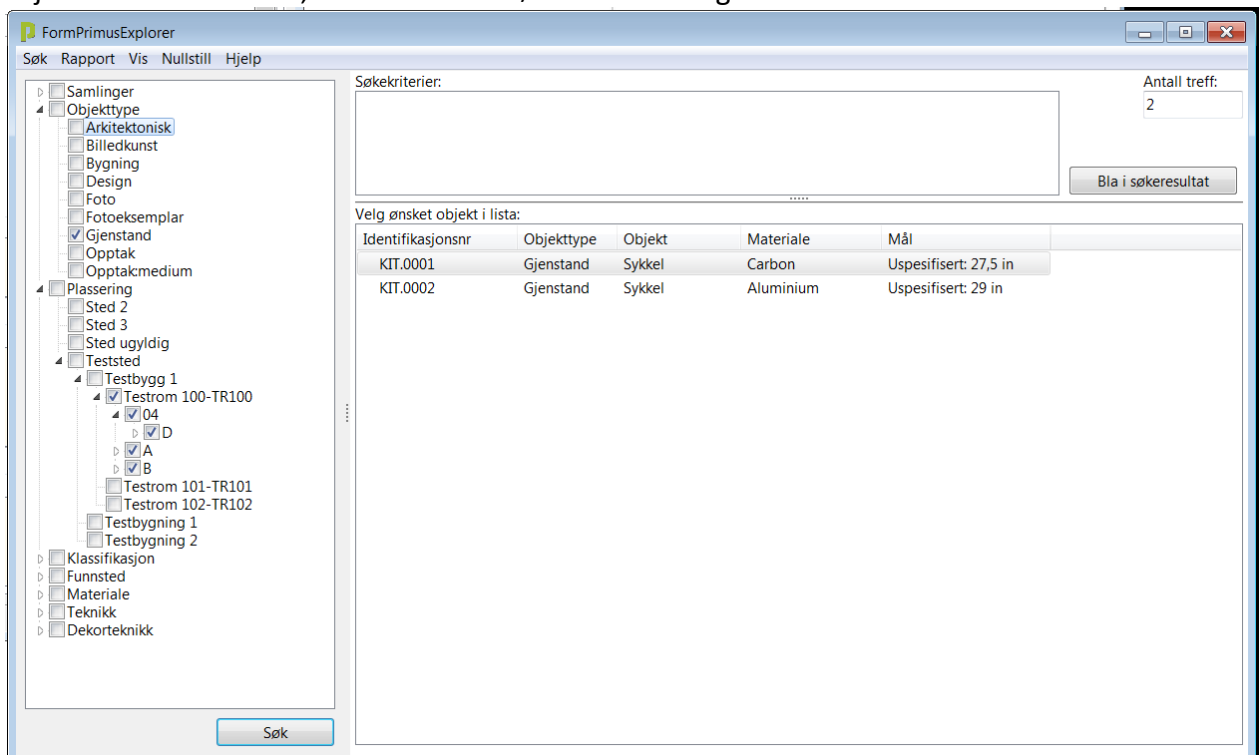 FormPrimusExplorer
Søk Rapport Vis Nullstill Hjelp
Samlinger
Objekttype
Arkitektonisk
Billedkunst
Bygning
Design
Foto
Fotoeksemplar
Gjenstand
Opptak
Opptak:medium
Plassering
Sted 2
Sted 3
Sted ugyldig
Teststed
Testbygg 1
Testrom 100-TR100
04
D
A
B
Testrom 101-TR101
Testrom 102-TR102
Testbygning 1
Testbygning 2
Klassifikasjon
Funnsted
Materiale
Teknikk
Dekorteknikk
Søk
Søkekriterier:
Antall treff:
2
Bla i søkeresultat
Velg ønsket objekt i lista:
Identifikasjonsnr Objekttype Objekt Materiale Mål
KIT.0001 Gjenstand Sykkel Carbon Uspesifisert: 27,5 in
KIT.0002 Gjenstand Sykkel Aluminium Uspesifisert: 29 in